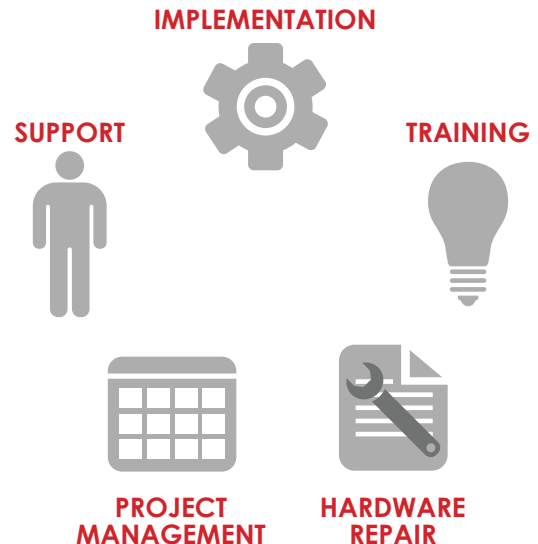 IMPLEMENTATION
SUPPORT
TRAINING
PROJECT
MANAGEMENT
HARDWARE
REPAIR